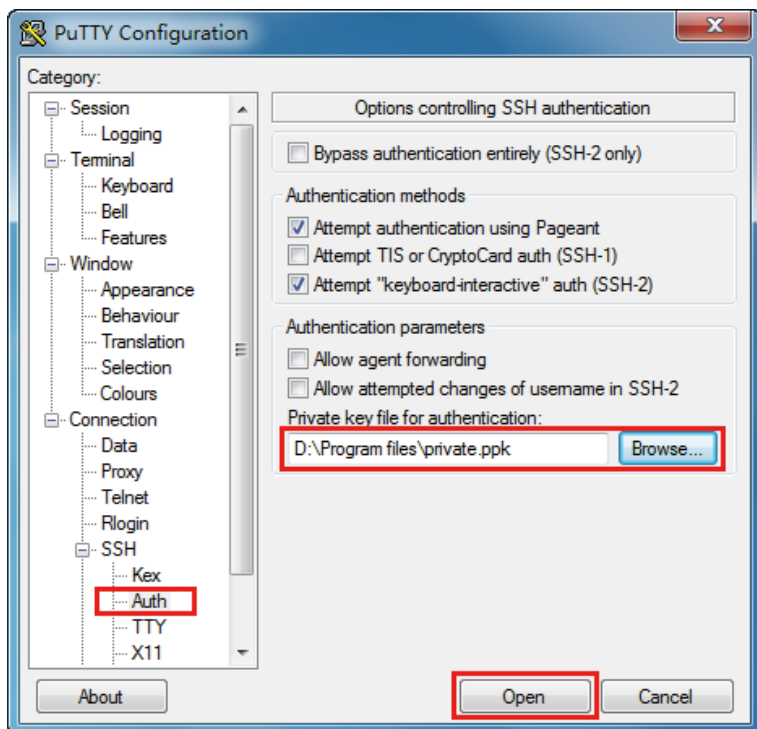 PuTTY Configuration
Category:
Session
Logging
Terminal
Keyboard
Bell
Features
Window
Appearance
Behaviour
Translation
Selection
Colours
Connection
Data
Proxy
Telnet
Rlogin
SSH
Kex
Auth
TTY
X11
Options controlling SSH authentication
Bypass authentication entirely (SSH-2 only)
Authentication methods
Attempt authentication using Pageant
Attempt TIS or CryptoCard auth (SSH-1)
Attempt "keyboard-interactive" auth (SSH-2)
Authentication parameters
Allow agent forwarding
Allow attempted changes of username in SSH-2
Private key file for authentication:
D:\Program files\private.ppk Browse...
About Open Cancel